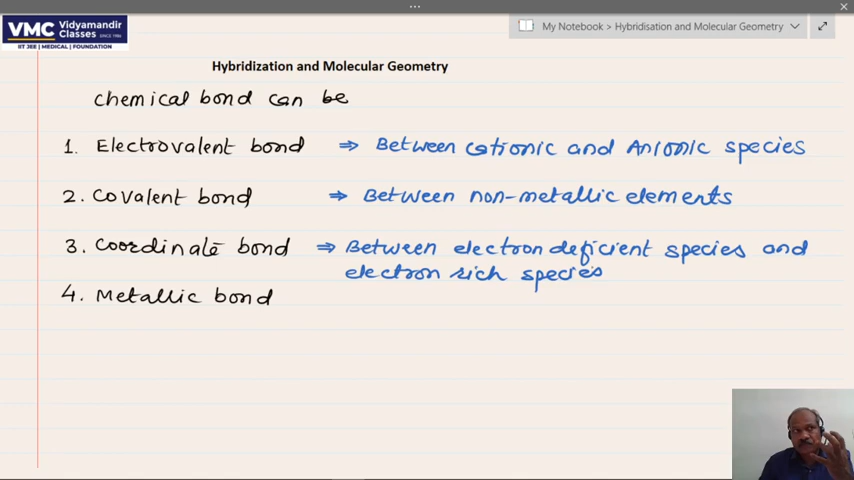 VMC Vidyamandir Classes SINCE 1986
IIT JEE | MEDICAL | FOUNDATION
My Notebook > Hybridisation and Molecular Geometry
Hybridization and Molecular Geometry
Chemical bond can be
1. Electrovalent bond ⇒ Between cationic and Anionic species
2. Covalent bond ⇒ Between non-metallic elements
3. Coordinate bond ⇒ Between electron deficient species and
electron rich species
4. Metallic bond